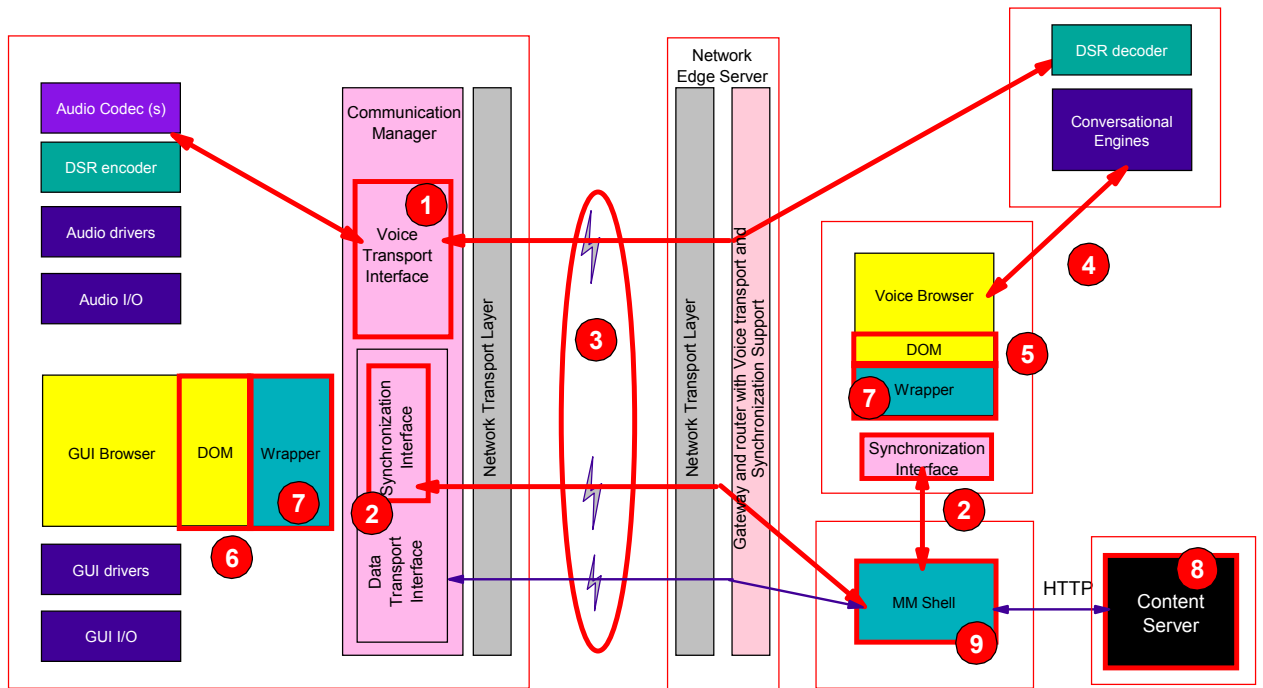 Audio Codec (s)
DSR encoder
Audio drivers
Audio I/O
GUI Browser
DOM
Wrapper
7
6
GUI drivers
GUI I/O
Communication
Manager
1
Voice
Transport
Interface
Synchronization
Interface
2
Data
Transport
Interface
Network Transport Layer
3
Network
Edge Server
Network Transport Layer
Gateway and router with Voice transport and
Synchronization Support
DSR decoder
Conversational
Engines
4
Voice Browser
DOM
5
Wrapper
7
Synchronization
Interface
2
MM Shell
9
HTTP
8
Content
Server